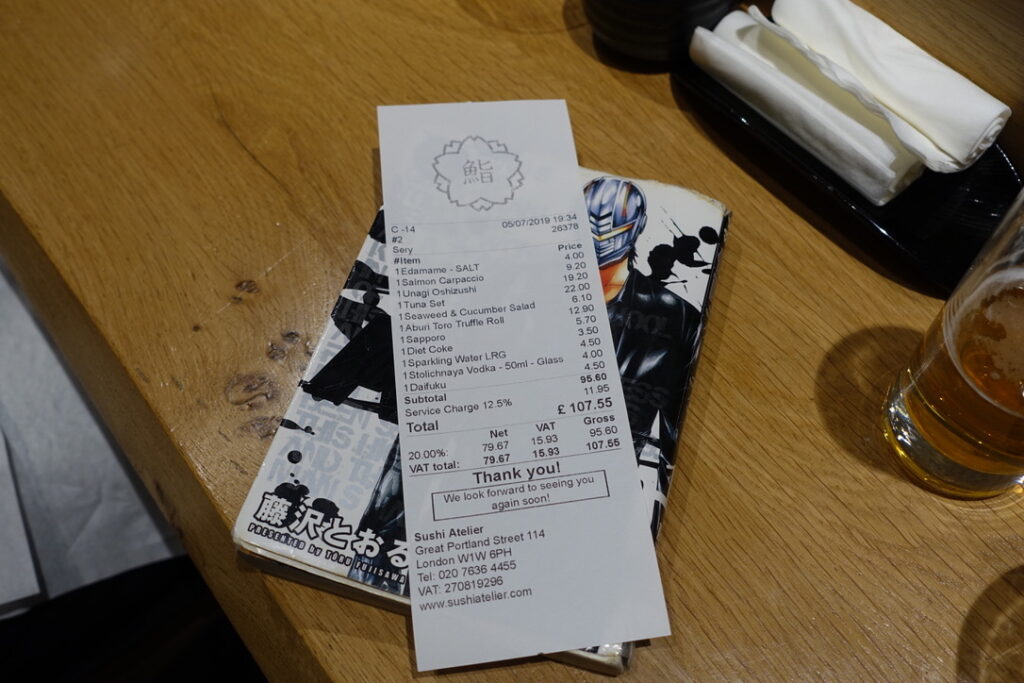 鮨
C -14 05/07/2019 19:34
#2 26378
Sery
#Item Price
1 Edamame - SALT 4.00
1 Salmon Carpaccio 9.20
1 Unagi Oshizushi 19.20
1 Tuna Set 22.00
1 Seaweed & Cucumber Salad 6.10
1 Aburi Toro Truffle Roll 12.90
1 Sapporo 5.70
1 Diet Coke 3.50
1 Sparkling Water LRG 4.50
1 Stolichnaya Vodka - 50ml - Glass 4.00
1 Daifuku 4.50
Subtotal 95.60
Service Charge 12.5% 11.95
Total £ 107.55
Net VAT Gross
20.00%: 79.67 15.93 95.60
VAT total: 79.67 15.93 107.55
Thank you!
We look forward to seeing you
again soon!
Sushi Atelier
Great Portland Street 114
London W1W 6PH
Tel: 020 7636 4455
VAT: 270819296
www.sushiatelier.com
藤沢とおる
PRESENTED BY TORU FUJISAWA